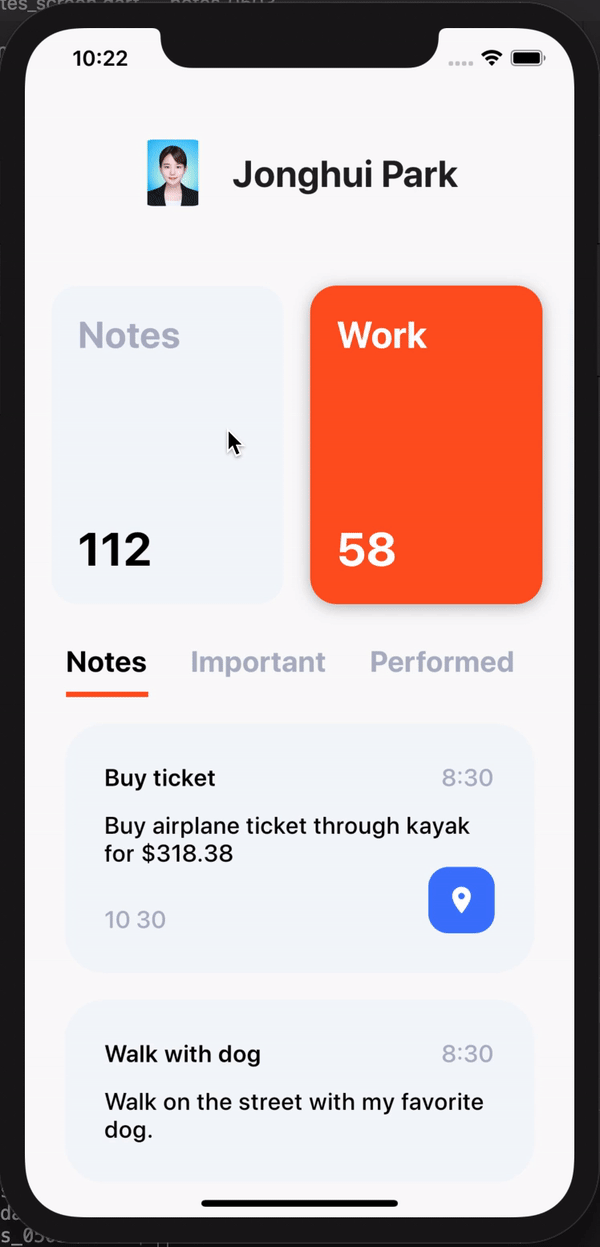 10:22
Jonghui Park
Notes
Work
112
58
Notes Important Performed
Buy ticket 8:30
Buy airplane ticket through kayak
for $318.38
10 30
Walk with dog 8:30
Walk on the street with my favorite
dog.